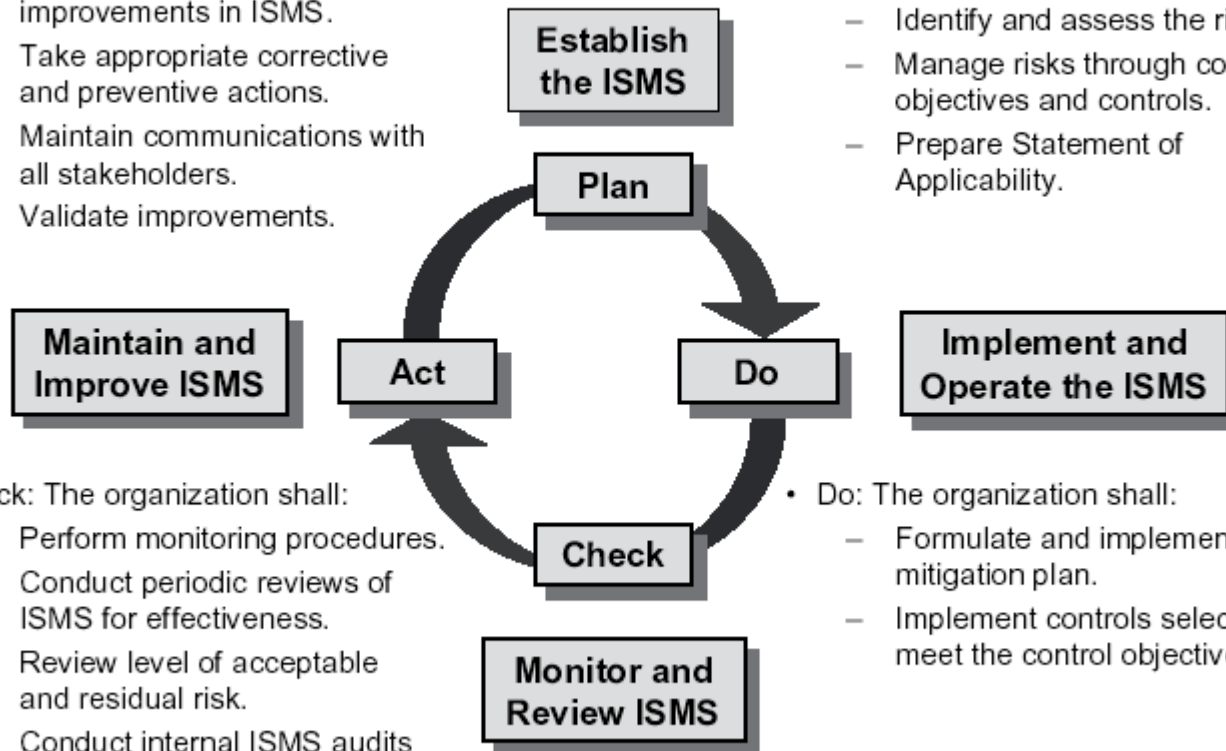 improvements in ISMS.
Take appropriate corrective
and preventive actions.
Maintain communications with
all stakeholders.
Validate improvements.
Establish
the ISMS
– Identify and assess the
– Manage risks through
objectives and controls.
– Prepare Statement of
Applicability.
Plan
Maintain and
Improve ISMS
Act
Do
Implement and
Operate the ISMS
The organization shall:
Perform monitoring procedures.
Conduct periodic reviews of
ISMS for effectiveness.
Review level of acceptable
and residual risk.
Conduct internal ISMS audits
Check
Monitor and
Review ISMS
• Do: The organization shall:
– Formulate and
mitigation plan.
– Implement controls
meet the control